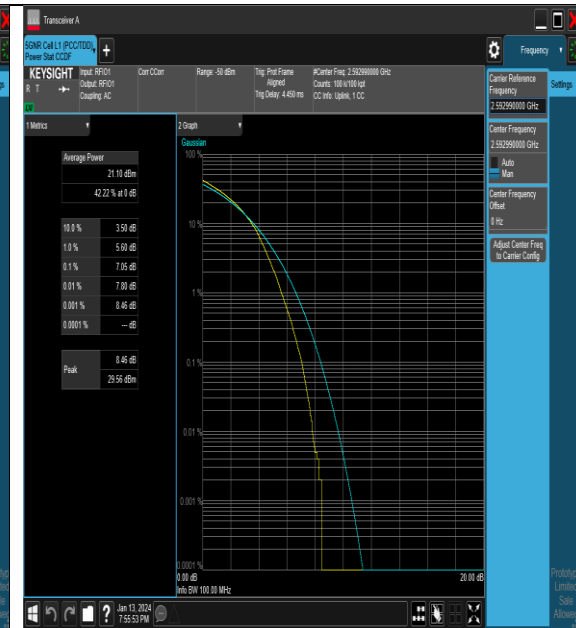 Transceiver A
5GNR Cell L1 (PCC/TDD),
Power Stat CCDF
KEYSIGHT
R T
Input: RFIO1
Output: RFIO1
Coupling: AC
Corr CCorr
Range: -50 dBm
Trig: Prot Frame
Aligned
Trig Delay: 4.450 ms
#Center Freq: 2.592990000 GHz
Counts: 100 k/100 kpt
CC Info: Uplink, 1 CC
1 Metrics
Average Power
21.10 dBm
42.22 % at 0 dB
10.0 % 3.50 dB
1.0 % 5.60 dB
0.1 % 7.05 dB
0.01 % 7.80 dB
0.001 % 8.46 dB
0.0001 % --- dB
Peak
8.46 dB
29.56 dBm
2 Graph
Gaussian
100 %
10 %
1 %
0.1 %
0.01 %
0.001 %
0.0001 %
0.00 dB
20.00 dB
Info BW 100.00 MHz
Frequency
Carrier Reference
Frequency
2.592990000 GHz
Center Frequency
2.592990000 GHz
Auto
Man
Center Frequency
Offset
0 Hz
Adjust Center Freq
to Carrier Config
Settings
Jan 13, 2024
7:55:53 PM